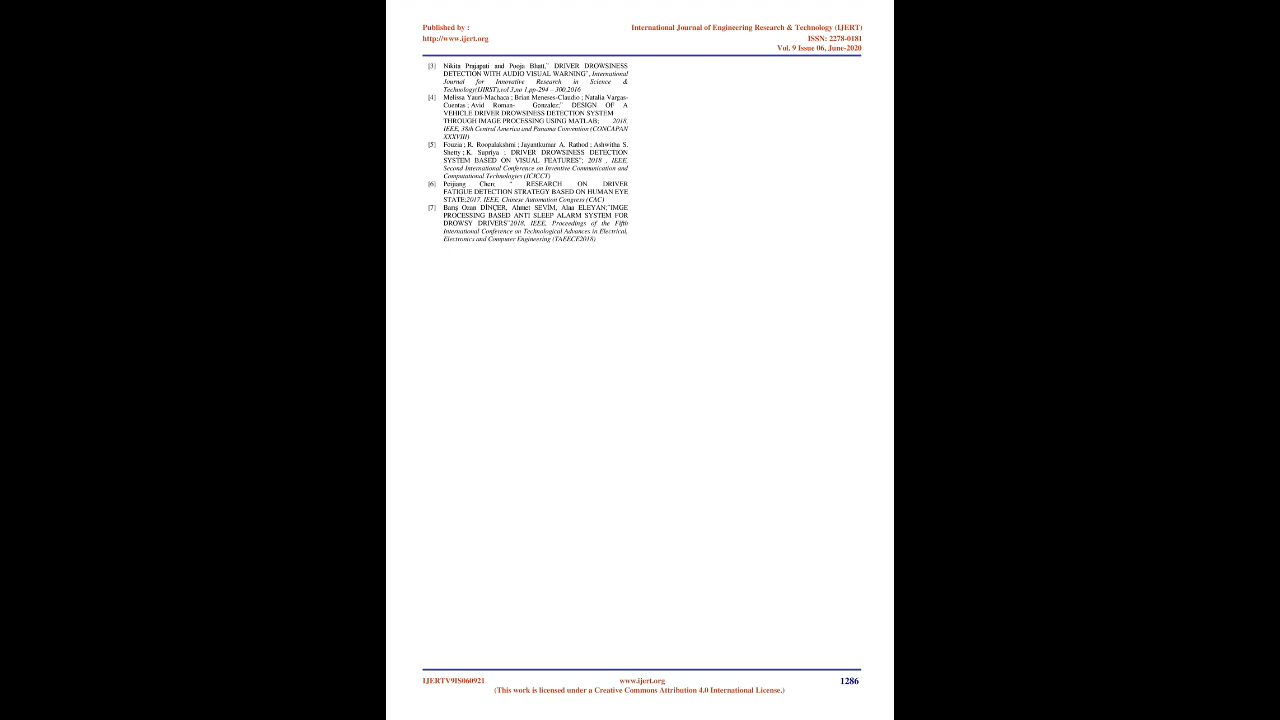 Published by :
http://www.ijert.org
International Journal of Engineering Research & Technology (IJERT)
ISSN: 2278-0181
Vol. 9 Issue 06, June-2020
[3] Nikita Prajapati and Pooja Bhatt," DRIVER DROWSINESS
DETECTION WITH AUDIO VISUAL WARNING", International
Journal for Innovative Research in Science &
Technology(IJIRST),vol 3,no 1,pp-294 – 300,2016
[4] Melissa Yauri-Machaca ; Brian Meneses-Claudio ; Natalia Vargas-
Cuentas ; Avid Roman- Gonzalez;" DESIGN OF A
VEHICLE DRIVER DROWSINESS DETECTION SYSTEM
THROUGH IMAGE PROCESSING USING MATLAB; 2018,
IEEE, 38th Central America and Panama Convention (CONCAPAN
XXXVIII)
[5] Fouzia ; R. Roopalakshmi ; Jayantkumar A. Rathod ; Ashwitha S.
Shetty ; K. Supriya ; DRIVER DROWSINESS DETECTION
SYSTEM BASED ON VISUAL FEATURES"; 2018 , IEEE,
Second International Conference on Inventive Communication and
Computational Technologies (ICICCT)
[6] Peijiang Chen; " RESEARCH ON DRIVER
FATIGUE DETECTION STRATEGY BASED ON HUMAN EYE
STATE;2017, IEEE, Chinese Automation Congress (CAC)
[7] Barış Ozan DİNÇER, Ahmet SEVİM, Alaa ELEYAN;"IMGE
PROCESSING BASED ANTI SLEEP ALARM SYSTEM FOR
DROWSY DRIVERS"2018, IEEE, Proceedings of the Fifth
International Conference on Technological Advances in Electrical,
Electronics and Computer Engineering (TAEECE2018)
IJERTV9IS060921
www.ijert.org
1286
(This work is licensed under a Creative Commons Attribution 4.0 International License.)